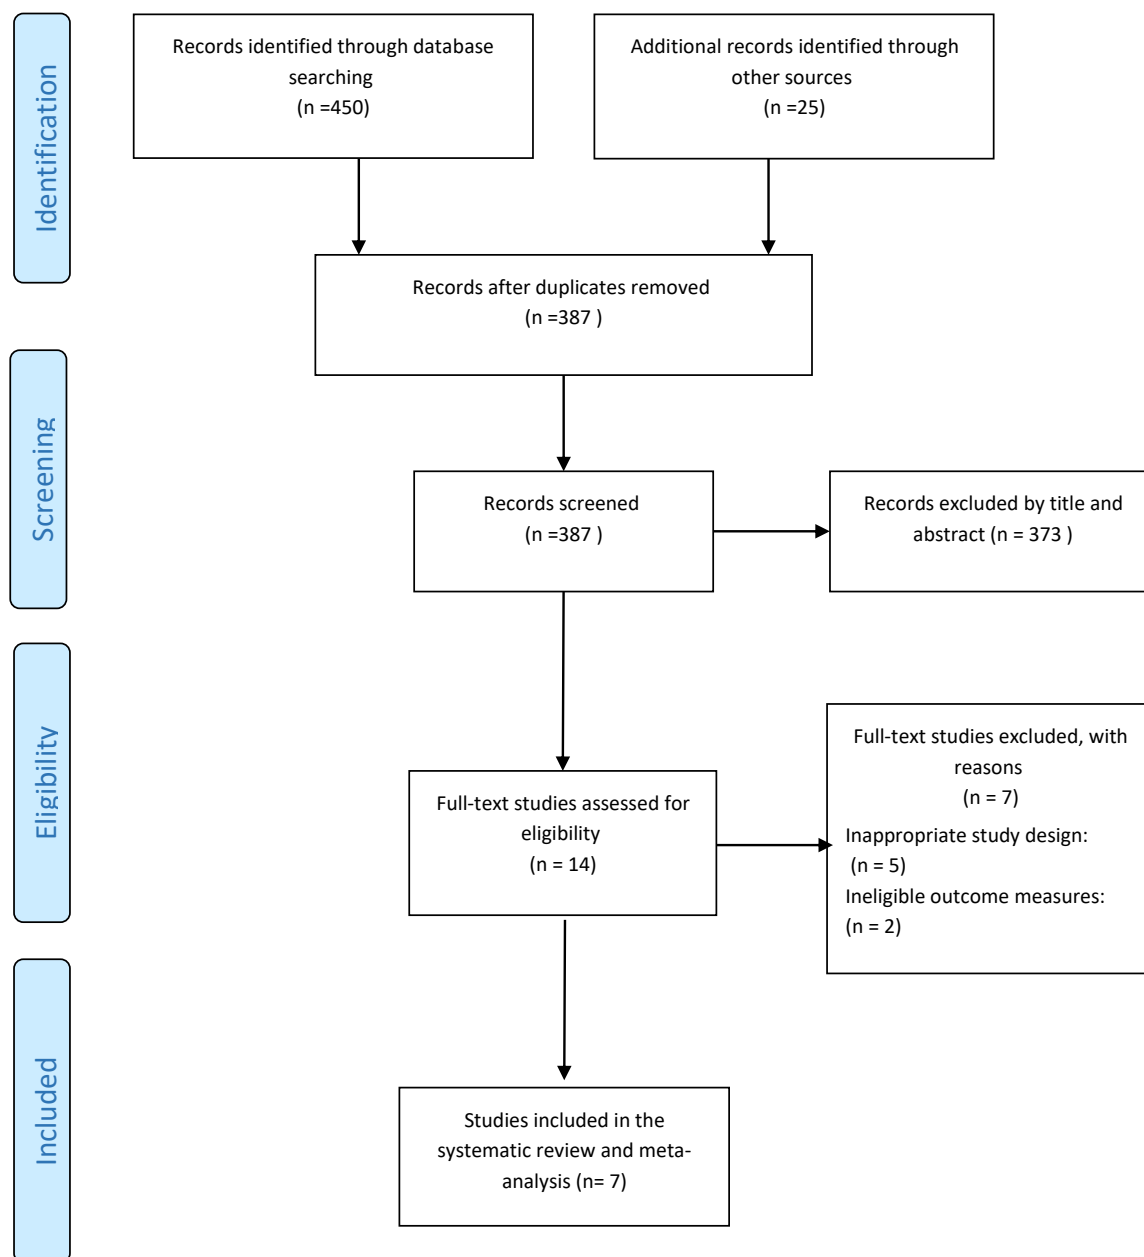 Identification
Records identified through database
searching
(n =450)
Additional records identified through
other sources
(n =25)
Records after duplicates removed
(n =387 )
Screening
Records screened
(n =387 )
Records excluded by title and
abstract (n = 373 )
Eligibility
Full-text studies assessed for
eligibility
(n = 14)
Full-text studies excluded, with
reasons
(n = 7)
Inappropriate study design:
(n = 5)
Ineligible outcome measures:
(n = 2)
Included
Studies included in the
systematic review and meta-
analysis (n= 7)